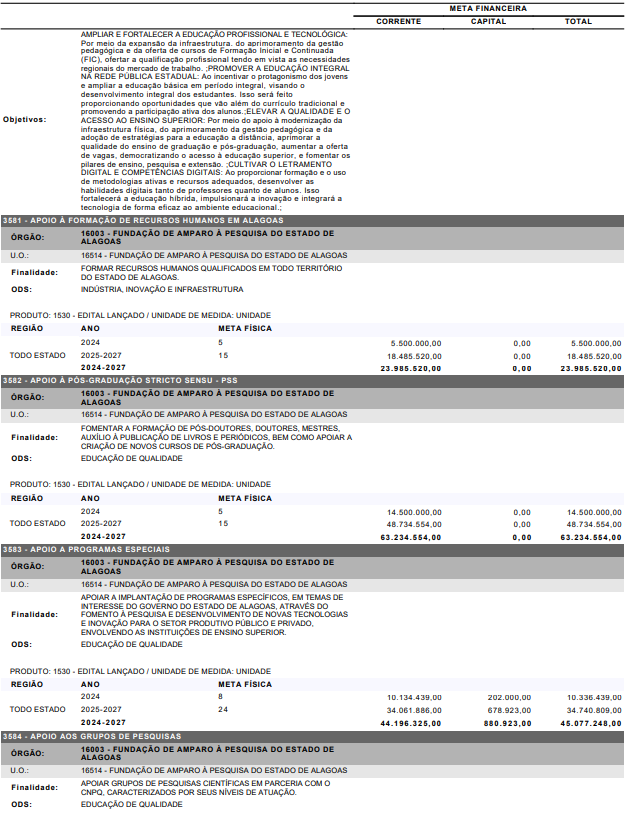 META FINANCEIRA
CORRENTE CAPITAL TOTAL
AMPLIAR E FORTALECER A EDUCAÇÃO PROFISSIONAL E TECNOLÓGICA:
Por meio da expansão da infraestrutura. do aprimoramento da gestão
pedagógica e da oferta de cursos de Formação Inicial e Continuada
(FIC), ofertar a qualificação profissional tendo em vista as necessidades
regionais do mercado de trabalho. ;PROMOVER A EDUCAÇÃO INTEGRAL
NA REDE PÚBLICA ESTADUAL: Ao incentivar o protagonismo dos jovens
e ampliar a educação básica em período integral, visando o
desenvolvimento integral dos estudantes. Isso será feito
proporcionando oportunidades que vão além do currículo tradicional e
promovendo a participação ativa dos alunos.;ELEVAR A QUALIDADE E O
Objetivos: ACESSO AO ENSINO SUPERIOR: Por meio do apoio à modernização da
infraestrutura física, do aprimoramento da gestão pedagógica e da
adoção de estratégias para a educação a distância, aprimorar a
qualidade do ensino de graduação e pós-graduação, aumentar a oferta
de vagas, democratizando o acesso à educação superior, e fomentar os
pilares de ensino, pesquisa e extensão. ;CULTIVAR O LETRAMENTO
DIGITAL E COMPETÊNCIAS DIGITAIS: Ao proporcionar formação e o uso
de metodologias ativas e recursos adequados, desenvolver as
habilidades digitais tanto de professores quanto de alunos. Isso
fortalecerá a educação híbrida, impulsionará a inovação e integrará a
tecnologia de forma eficaz ao ambiente educacional.;
3581 - APOIO À FORMAÇÃO DE RECURSOS HUMANOS EM ALAGOAS
ÓRGÃO: 16003 - FUNDAÇÃO DE AMPARO À PESQUISA DO ESTADO DE
ALAGOAS
U.O.: 16514 - FUNDAÇÃO DE AMPARO À PESQUISA DO ESTADO DE ALAGOAS
Finalidade: FORMAR RECURSOS HUMANOS QUALIFICADOS EM TODO TERRITÓRIO
DO ESTADO DE ALAGOAS.
ODS: INDÚSTRIA, INOVAÇÃO E INFRAESTRUTURA
PRODUTO: 1530 - EDITAL LANÇADO / UNIDADE DE MEDIDA: UNIDADE
REGIÃO ANO META FÍSICA
2024 5 5.500.000,00 0,00 5.500.000,00
TODO ESTADO 2025-2027 15 18.485.520,00 0,00 18.485.520,00
2024-2027 23.985.520,00 0,00 23.985.520,00
3582 - APOIO À PÓS-GRADUAÇÃO STRICTO SENSU - PSS
ÓRGÃO: 16003 - FUNDAÇÃO DE AMPARO À PESQUISA DO ESTADO DE
ALAGOAS
U.O.: 16514 - FUNDAÇÃO DE AMPARO À PESQUISA DO ESTADO DE ALAGOAS
FOMENTAR A FORMAÇÃO DE PÓS-DOUTORES, DOUTORES, MESTRES,
Finalidade: AUXÍLIO À PUBLICAÇÃO DE LIVROS E PERIÓDICOS, BEM COMO APOIAR A
CRIAÇÃO DE NOVOS CURSOS DE PÓS-GRADUAÇÃO.
ODS: EDUCAÇÃO DE QUALIDADE
PRODUTO: 1530 - EDITAL LANÇADO / UNIDADE DE MEDIDA: UNIDADE
REGIÃO ANO META FÍSICA
2024 5 14.500.000,00 0,00 14.500.000,00
TODO ESTADO 2025-2027 15 48.734.554,00 0,00 48.734.554,00
2024-2027 63.234.554,00 0,00 63.234.554,00
3583 - APOIO A PROGRAMAS ESPECIAIS
ÓRGÃO: 16003 - FUNDAÇÃO DE AMPARO À PESQUISA DO ESTADO DE
ALAGOAS
U.O.: 16514 - FUNDAÇÃO DE AMPARO À PESQUISA DO ESTADO DE ALAGOAS
APOIAR A IMPLANTAÇÃO DE PROGRAMAS ESPECÍFICOS, EM TEMAS DE
INTERESSE DO GOVERNO DO ESTADO DE ALAGOAS, ATRAVÉS DO
Finalidade: FOMENTO À PESQUISA E DESENVOLVIMENTO DE NOVAS TECNOLOGIAS
E INOVAÇÃO PARA O SETOR PRODUTIVO PÚBLICO E PRIVADO,
ENVOLVENDO AS INSTITUIÇÕES DE ENSINO SUPERIOR.
ODS: EDUCAÇÃO DE QUALIDADE
PRODUTO: 1530 - EDITAL LANÇADO / UNIDADE DE MEDIDA: UNIDADE
REGIÃO ANO META FÍSICA
2024 8 10.134.439,00 202.000,00 10.336.439,00
TODO ESTADO 2025-2027 24 34.061.886,00 678.923,00 34.740.809,00
2024-2027 44.196.325,00 880.923,00 45.077.248,00
3584 - APOIO AOS GRUPOS DE PESQUISAS
ÓRGÃO: 16003 - FUNDAÇÃO DE AMPARO À PESQUISA DO ESTADO DE
ALAGOAS
U.O.: 16514 - FUNDAÇÃO DE AMPARO À PESQUISA DO ESTADO DE ALAGOAS
Finalidade: APOIAR GRUPOS DE PESQUISAS CIENTÍFICAS EM PARCERIA COM O
CNPQ, CARACTERIZADOS POR SEUS NÍVEIS DE ATUAÇÃO.
ODS: EDUCAÇÃO DE QUALIDADE